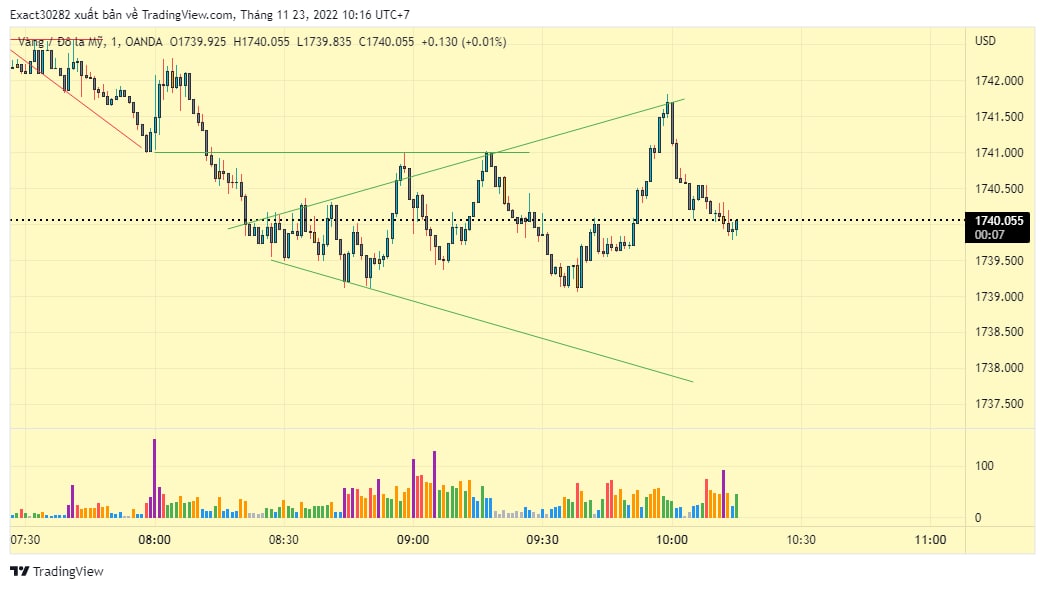 Exact30282 xuất bản về TradingView.com, Tháng 11 23, 2022 10:16 UTC+7
Vàng / Đô la Mỹ, 1, OANDA O1739.925 H1740.055 L1739.835 C1740.055 +0.130 (+0.01%)
USD
1742.000
1741.500
1741.000
1740.500
1740.055
00:07
1739.500
1739.000
1738.500
1738.000
1737.500
100
0
07:30 08:00 08:30 09:00 09:30 10:00 10:30 11:00
TradingView